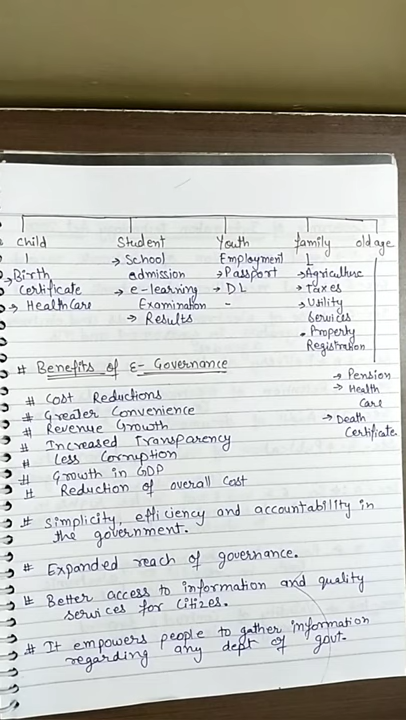 Child Student Youth family old age
→ Birth Certificate
→ HealthCare
→ School admission
→ e-learning Examination
→ Results
Employment
→ Passport
→ DL
-
→ Agriculture
→ Taxes
→ Utility Services
• Property Registration
→ Pension
→ Health Care
→ Death Certificate
# Benefits of E- Governance
# Cost Reductions
# Greater Convenience
# Revenue Growth
# Increased Transparency
# Less Corruption
# Growth in GDP
# Reduction of overall Cost
# Simplicity, efficiency and accountability in
the government.
# Expanded reach of governance.
# Better access to information and quality
services for citizes.
# It empowers people to gather information
regarding any dept of govt.